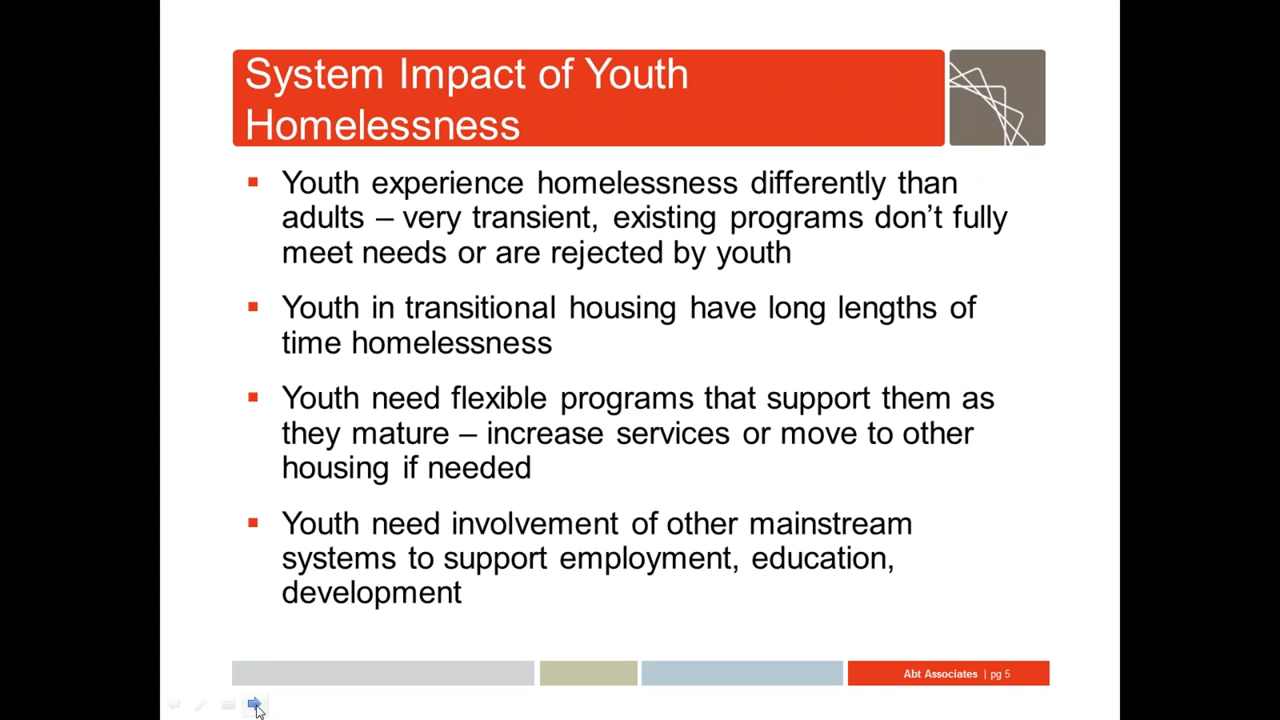 System Impact of Youth
Homelessness
▪ Youth experience homelessness differently than
adults – very transient, existing programs don’t fully
meet needs or are rejected by youth
▪ Youth in transitional housing have long lengths of
time homelessness
▪ Youth need flexible programs that support them as
they mature – increase services or move to other
housing if needed
▪ Youth need involvement of other mainstream
systems to support employment, education,
development
Abt Associates | pg 5